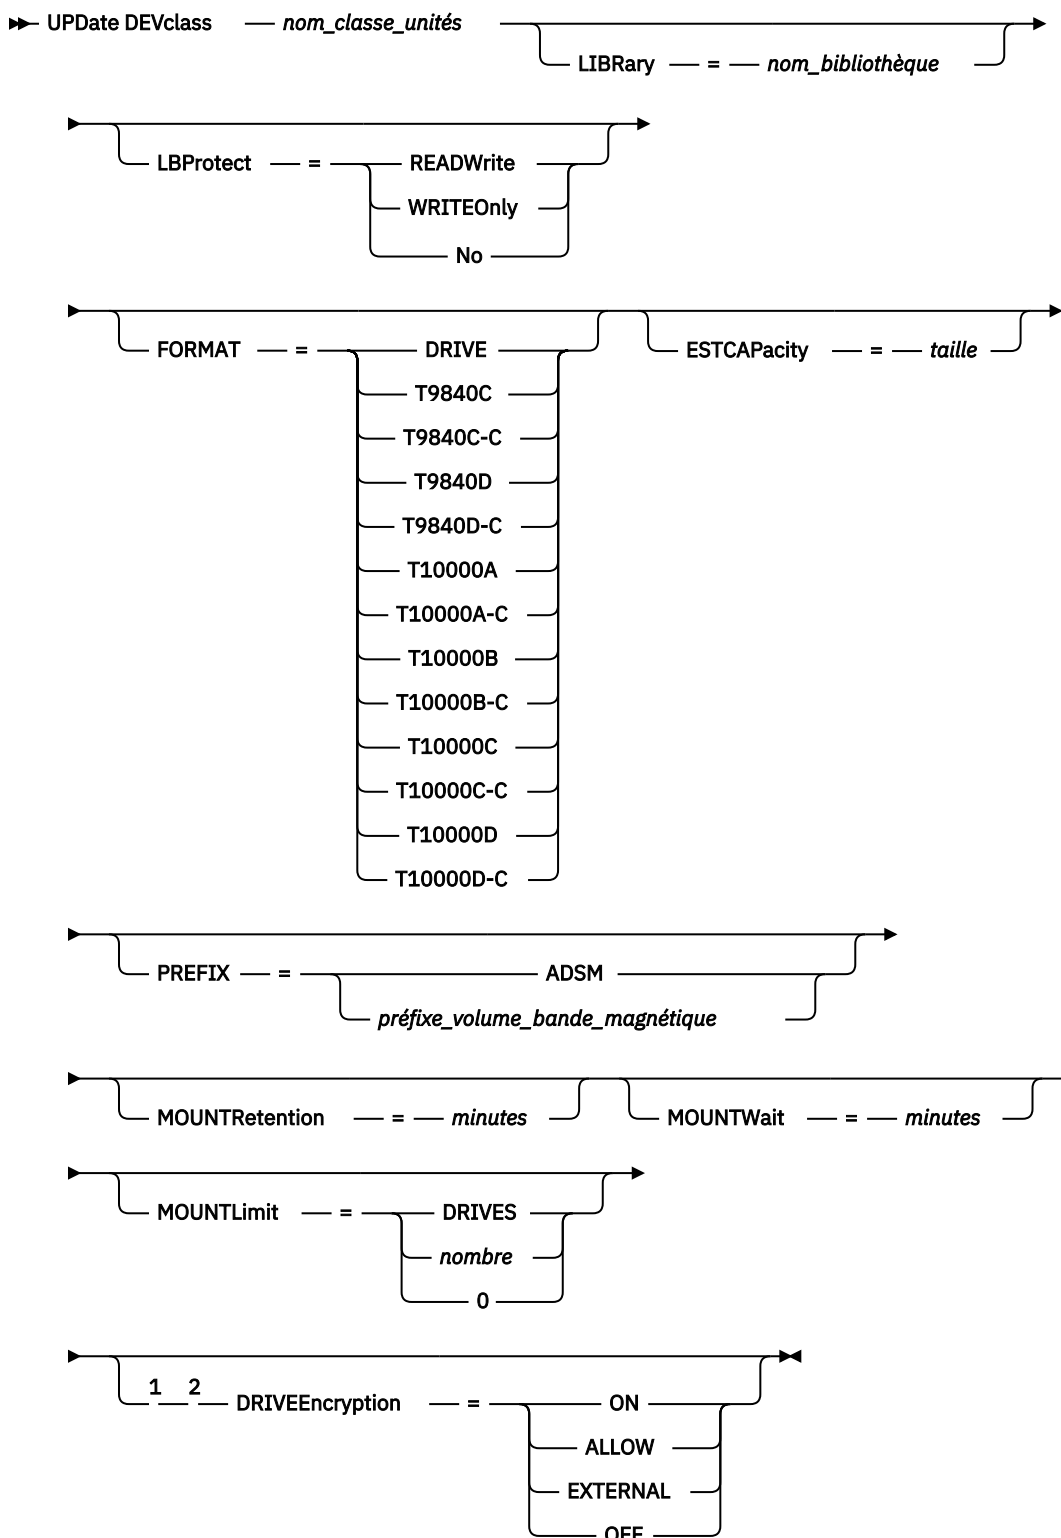 UPDate DEVclass nom_classe_unités
LIBRary = nom_bibliothèque
LBProtect = READWrite
WRITEOnly
No
FORMAT = DRIVE ESTCAPacity = taille
T9840C
T9840C-C
T9840D
T9840D-C
T10000A
T10000A-C
T10000B
T10000B-C
T10000C
T10000C-C
T10000D
T10000D-C
PREFIX = ADSM
préfixe_volume_bande_magnétique
MOUNTRetention = minutes MOUNTWait = minutes
MOUNTLimit = DRIVES
nombre
0
1 2 DRIVEEncryption = ON
ALLOW
EXTERNAL
OFF